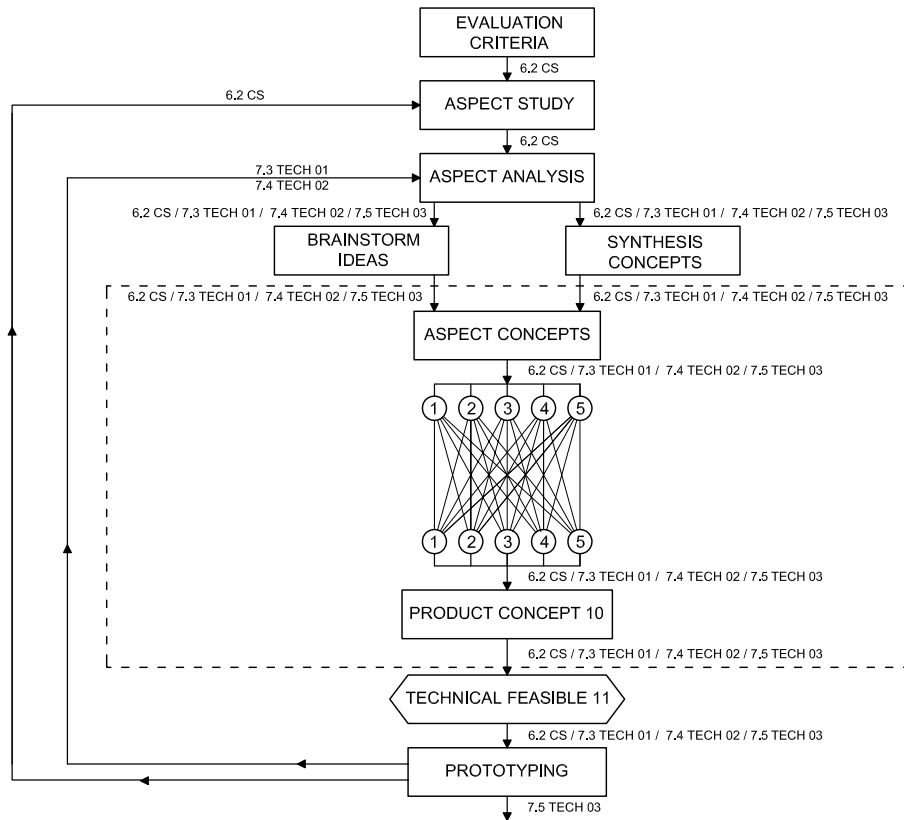 EVALUATION
CRITERIA
6.2 CS
6.2 CS
ASPECT STUDY
6.2 CS
7.3 TECH 01
7.4 TECH 02
ASPECT ANALYSIS
6.2 CS / 7.3 TECH 01 / 7.4 TECH 02 / 7.5 TECH 03
6.2 CS / 7.3 TECH 01 / 7.4 TECH 02 / 7.5 TECH 03
BRAINSTORM
IDEAS
SYNTHESIS
CONCEPTS
6.2 CS / 7.3 TECH 01 / 7.4 TECH 02 / 7.5 TECH 03
6.2 CS / 7.3 TECH 01 / 7.4 TECH 02 / 7.5 TECH 03
ASPECT CONCEPTS
6.2 CS / 7.3 TECH 01 / 7.4 TECH 02 / 7.5 TECH 03
1 2 3 4 5
1 2 3 4 5
6.2 CS / 7.3 TECH 01 / 7.4 TECH 02 / 7.5 TECH 03
PRODUCT CONCEPT 10
6.2 CS / 7.3 TECH 01 / 7.4 TECH 02 / 7.5 TECH 03
TECHNICAL FEASIBLE 11
6.2 CS / 7.3 TECH 01 / 7.4 TECH 02 / 7.5 TECH 03
PROTOTYPING
7.5 TECH 03